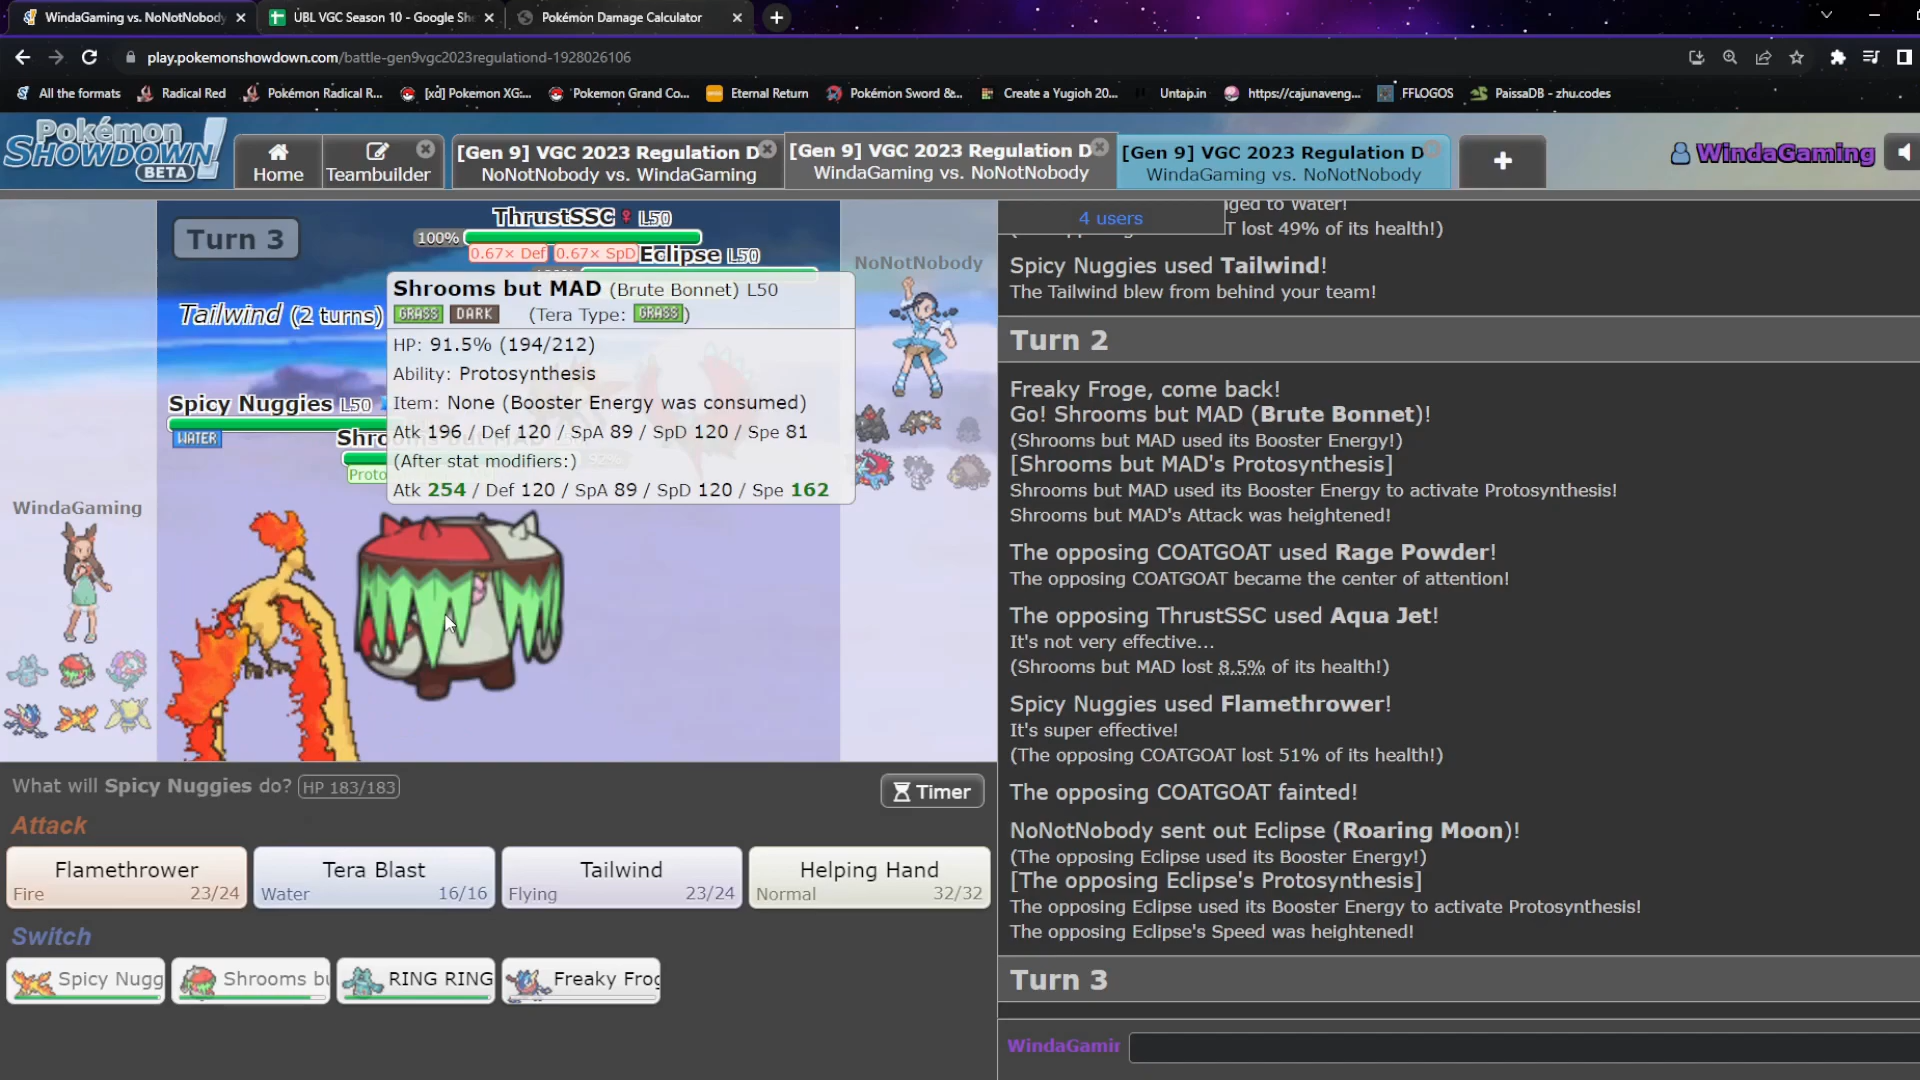 WindaGaming vs. NoNotNobody
UBL VGC Season 10 - Google She
Pokémon Damage Calculator
play.pokemonshowdown.com/battle-gen9vgc2023regulationd-1928026106
All the formats
Radical Red
Pokémon Radical R...
[xd] Pokemon XG:...
Pokemon Grand Co...
Eternal Return
Pokémon Sword &...
Create a Yugioh 20...
Untap.in
https://cajunaveng...
FFLOGOS
PaissaDB - zhu.codes
Pokémon
SHOWDOWN!
BETA
Home
Teambuilder
[Gen 9] VGC 2023 Regulation D
NoNotNobody vs. WindaGaming
[Gen 9] VGC 2023 Regulation D
WindaGaming vs. NoNotNobody
[Gen 9] VGC 2023 Regulation D
WindaGaming vs. NoNotNobody
WindaGaming
Turn 3
ThrustSSC L50
100%
0.67× Def 0.67× SpD
Eclipse L50
NoNotNobody
Tailwind (2 turns)
Shrooms but MAD (Brute Bonnet) L50
GRASS DARK (Tera Type: GRASS)
HP: 91.5% (194/212)
Ability: Protosynthesis
Item: None (Booster Energy was consumed)
Atk 196 / Def 120 / SpA 89 / SpD 120 / Spe 81
(After stat modifiers:)
Atk 254 / Def 120 / SpA 89 / SpD 120 / Spe 162
Spicy Nuggies L50
WATER
Shro
Proto
92%
WindaGaming
What will Spicy Nuggies do? HP 183/183
Timer
Attack
Flamethrower
Fire 23/24
Tera Blast
Water 16/16
Tailwind
Flying 23/24
Helping Hand
Normal 32/32
Switch
Spicy Nugg
Shrooms bu
RING RING
Freaky Frog
4 users
nged to Water!
T lost 49% of its health!)
Spicy Nuggies used Tailwind!
The Tailwind blew from behind your team!
Turn 2
Freaky Froge, come back!
Go! Shrooms but MAD (Brute Bonnet)!
(Shrooms but MAD used its Booster Energy!)
[Shrooms but MAD's Protosynthesis]
Shrooms but MAD used its Booster Energy to activate Protosynthesis!
Shrooms but MAD's Attack was heightened!
The opposing COATGOAT used Rage Powder!
The opposing COATGOAT became the center of attention!
The opposing ThrustSSC used Aqua Jet!
It's not very effective...
(Shrooms but MAD lost 8.5% of its health!)
Spicy Nuggies used Flamethrower!
It's super effective!
(The opposing COATGOAT lost 51% of its health!)
The opposing COATGOAT fainted!
NoNotNobody sent out Eclipse (Roaring Moon)!
(The opposing Eclipse used its Booster Energy!)
[The opposing Eclipse's Protosynthesis]
The opposing Eclipse used its Booster Energy to activate Protosynthesis!
The opposing Eclipse's Speed was heightened!
Turn 3
WindaGamir